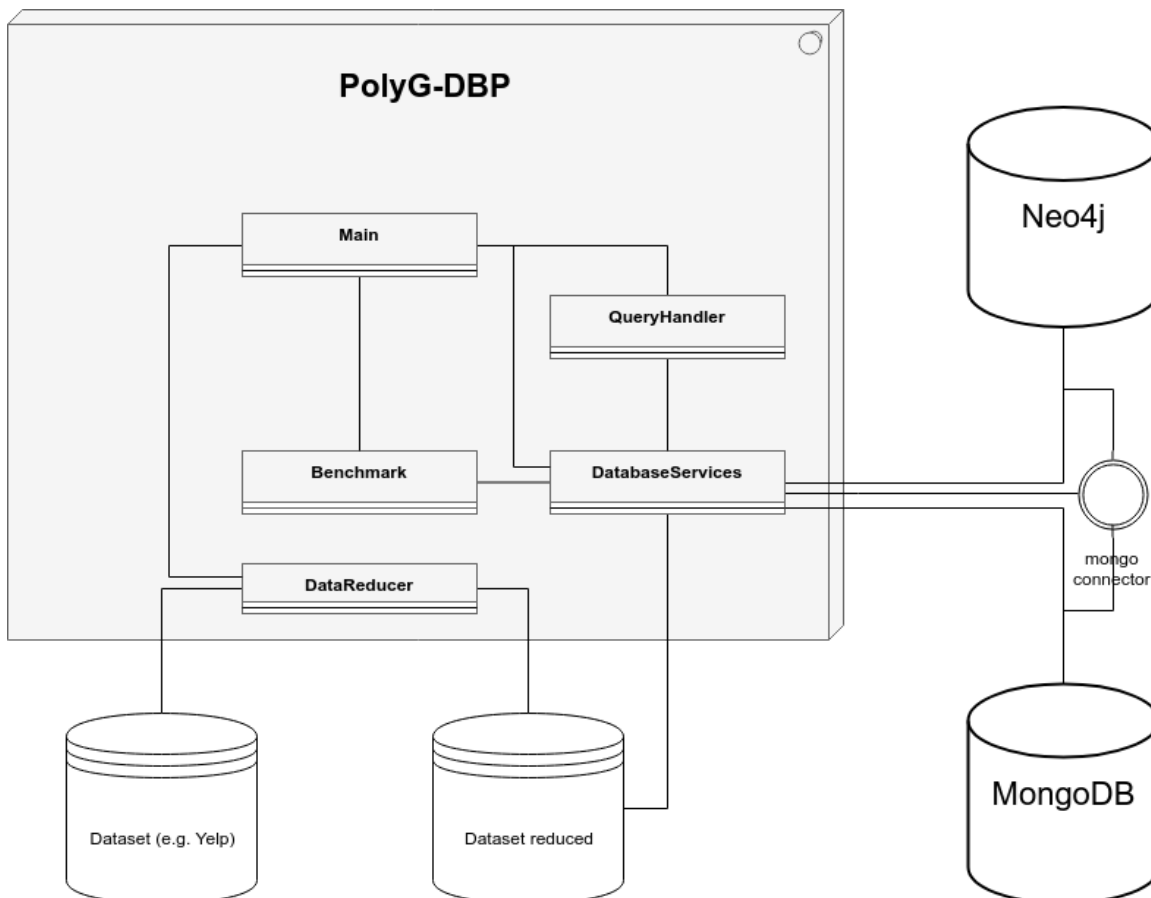 PolyG-DBP
Neo4j
Main
QueryHandler
Benchmark
DatabaseServices
mongo
connector
DataReducer
MongoDB
Dataset (e.g. Yelp)
Dataset reduced